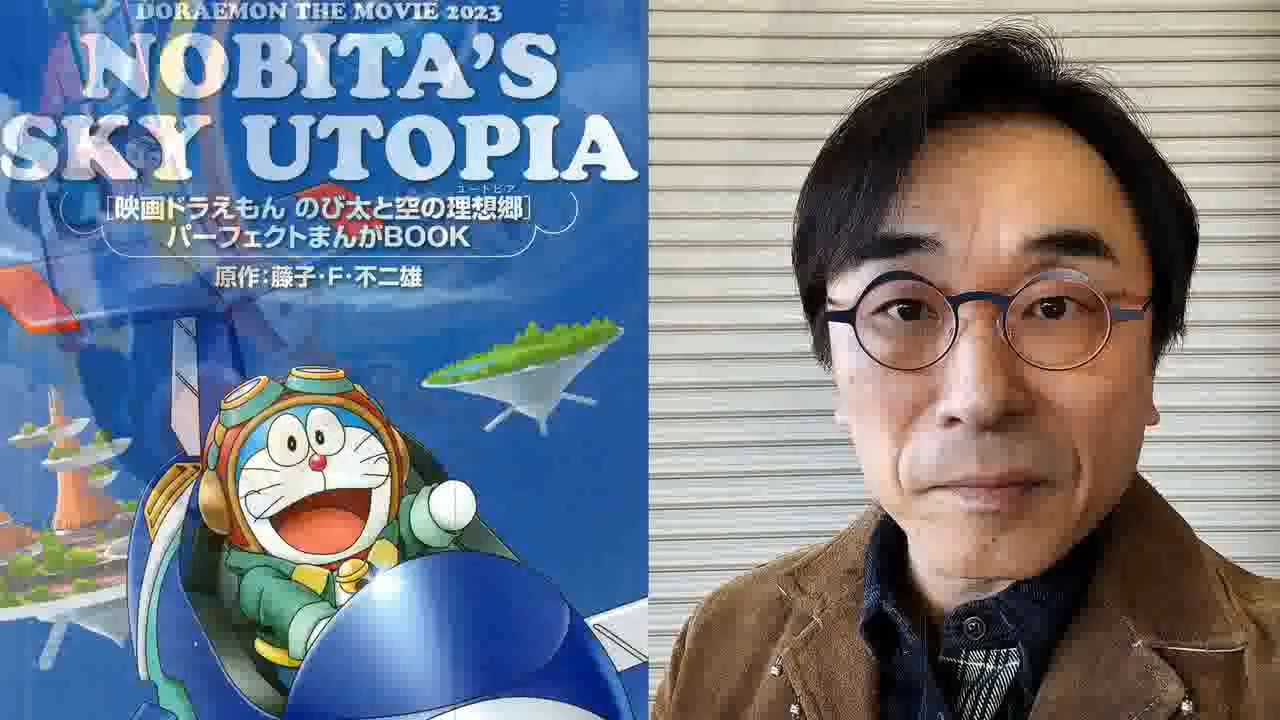 DORAEMON THE MOVIE 2023
NOBITA'S
SKY UTOPIA
ユートピア
[映画ドラえもん のび太と空の理想郷]
パーフェクトまんがBOOK
原作:藤子・F・不二雄